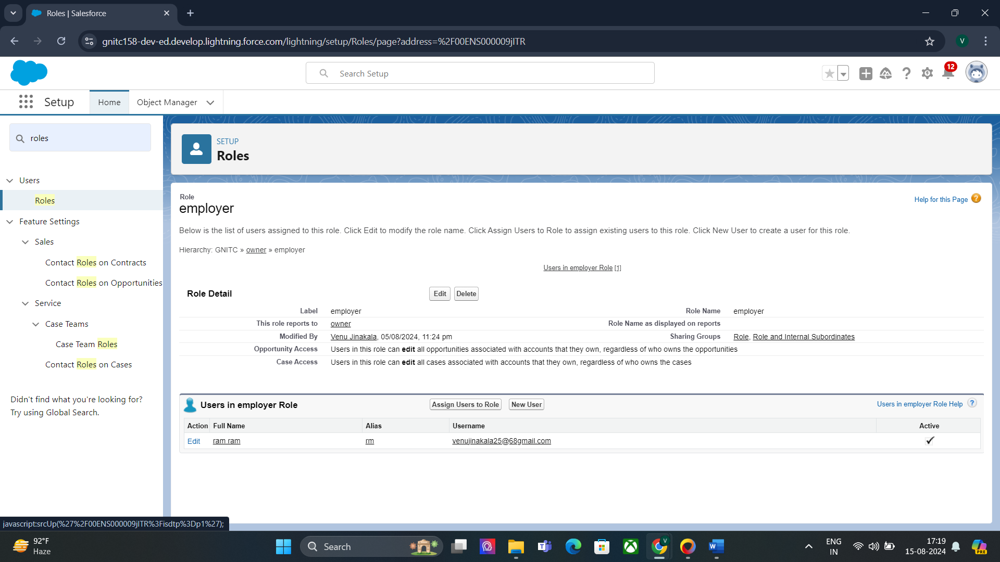 Roles | Salesforce
gnitc158-dev-ed.develop.lightning.force.com/lightning/setup/Roles/page?address=%2F00ENS000009jITR
V
Search Setup
12
Setup
Home
Object Manager
roles
Users
Roles
Feature Settings
Sales
Contact Roles on Contracts
Contact Roles on Opportunities
Service
Case Teams
Case Team Roles
Contact Roles on Cases
Didn't find what you're looking for?
Try using Global Search.
SETUP
Roles
Role
employer
Help for this Page
Below is the list of users assigned to this role. Click Edit to modify the role name. Click Assign Users to Role to assign existing users to this role. Click New User to create a user for this role.
Hierarchy: GNITC » owner » employer
Users in employer Role [1]
Role Detail
Edit Delete
Label employer Role Name employer
This role reports to owner Role Name as displayed on reports
Modified By Venu Jinakala, 05/08/2024, 11:24 pm Sharing Groups Role, Role and Internal Subordinates
Opportunity Access Users in this role can edit all opportunities associated with accounts that they own, regardless of who owns the opportunities
Case Access Users in this role can edit all cases associated with accounts that they own, regardless of who owns the cases
Users in employer Role
Assign Users to Role New User
Users in employer Role Help ?
Action Full Name Alias Username Active
Edit ram ram rm venujinakala25@68gmail.com
javascript:srcUp(%27%2F00ENS000009jITR%3Fisdtp%3Dp1%27);
92°F
Haze
Search
ENG
IN
17:19
15-08-2024
PRE